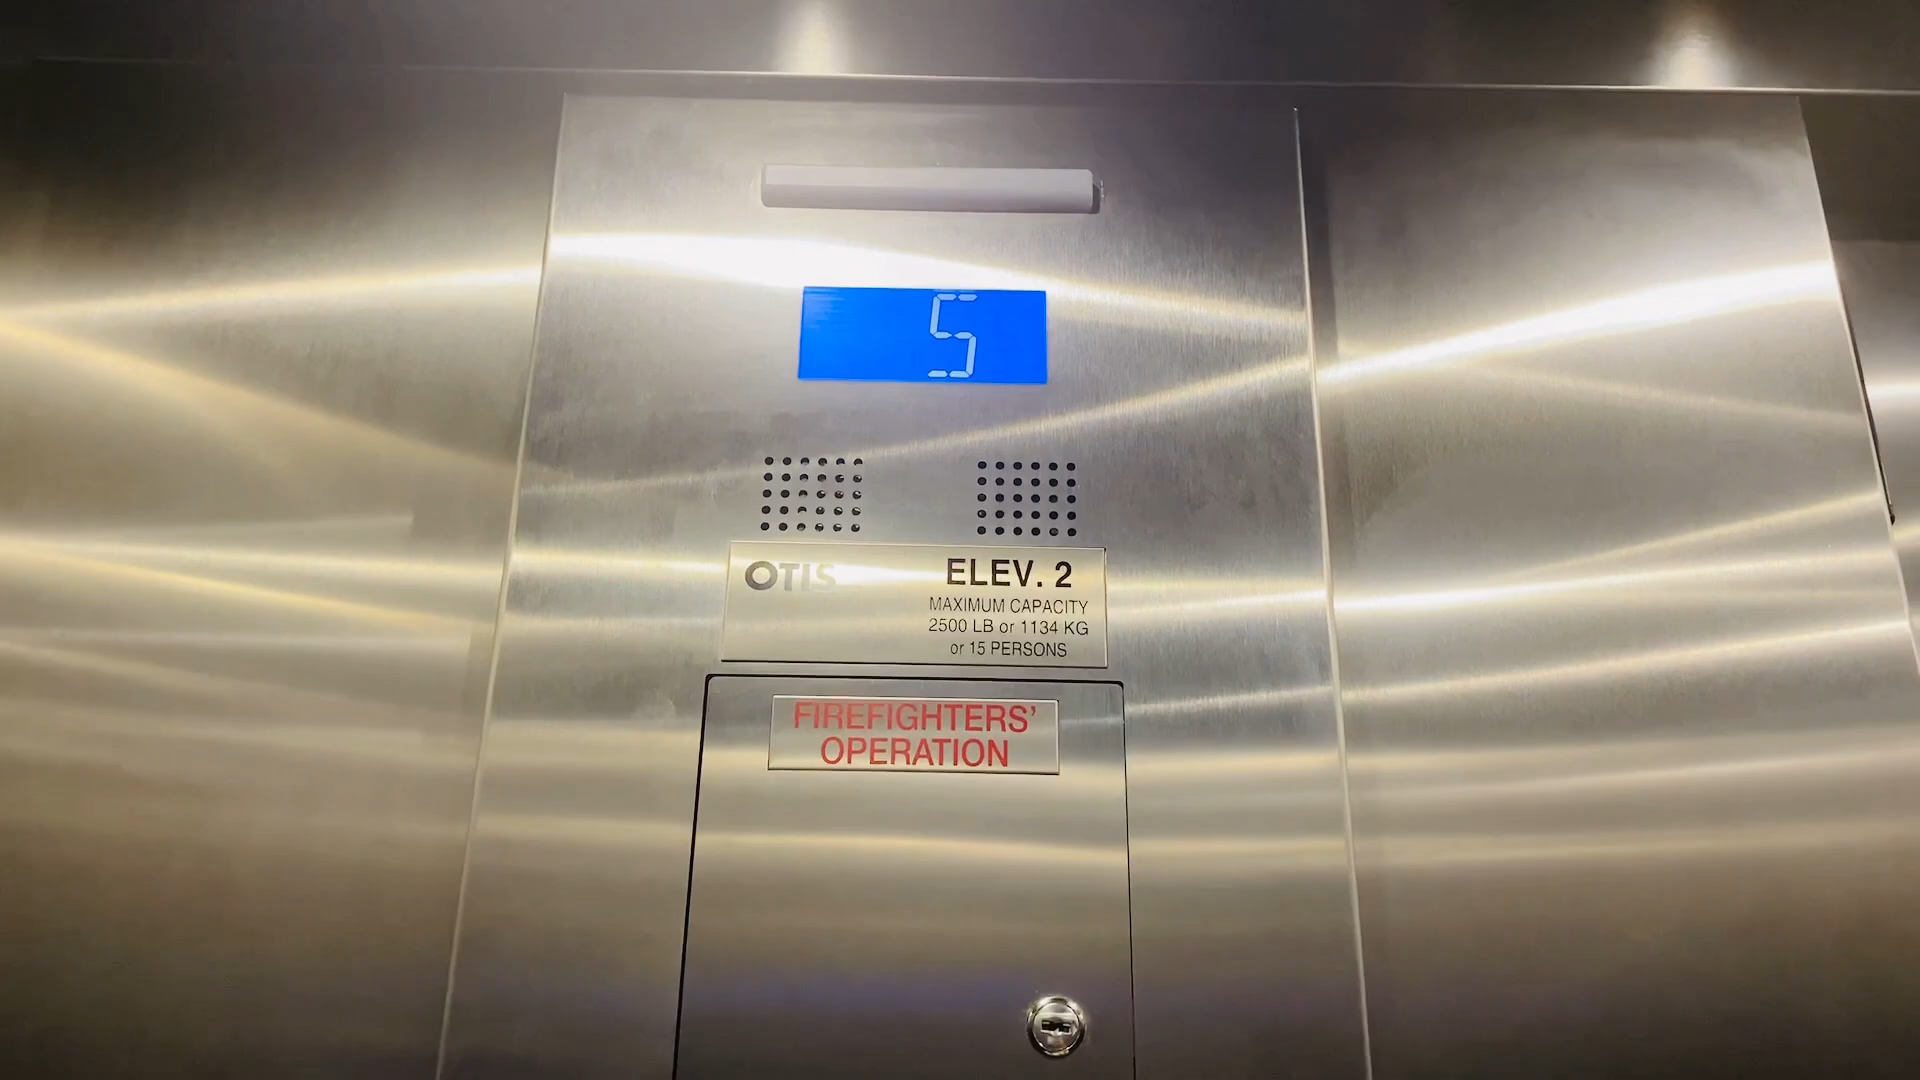 5
OTIS
ELEV. 2
MAXIMUM CAPACITY
2500 LB or 1134 KG
or 15 PERSONS
FIREFIGHTERS'
OPERATION